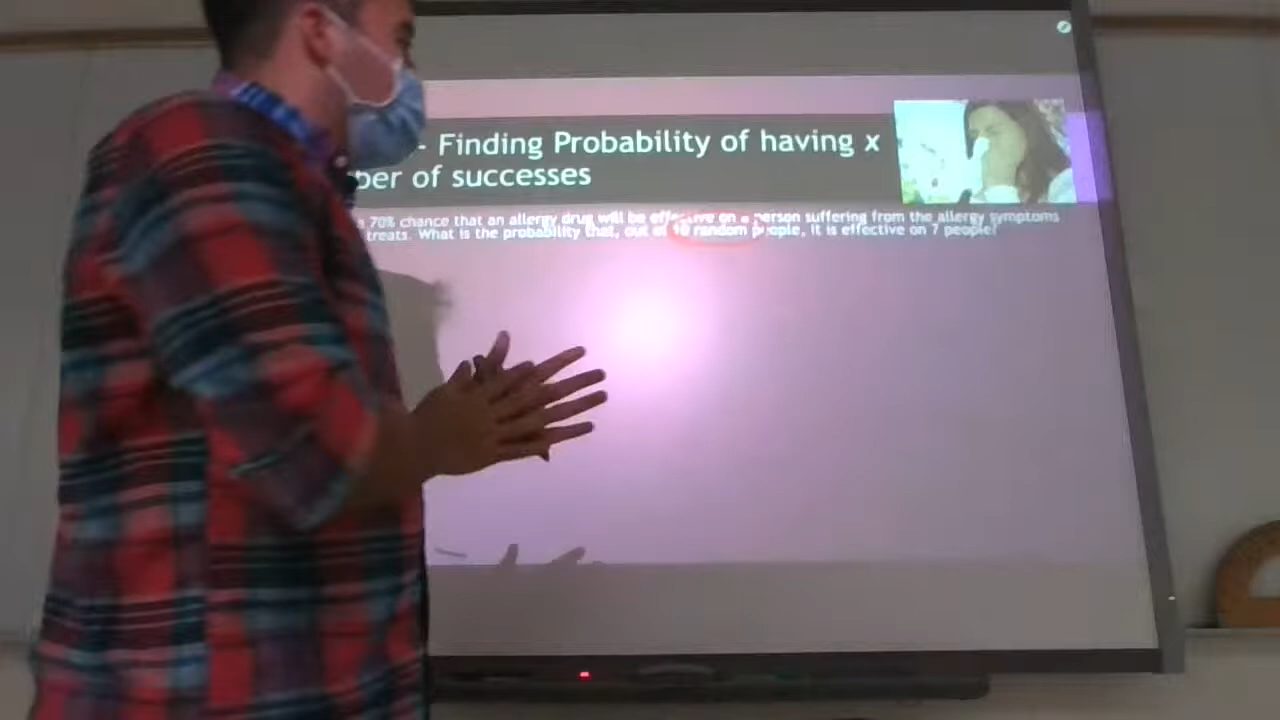 - Finding Probability of having x
ber of successes
a 70% chance that an allergy drug will be effective on a person suffering from the allergy symptoms
treats. What is the probability that, out of 10 random people, it is effective on 7 people?